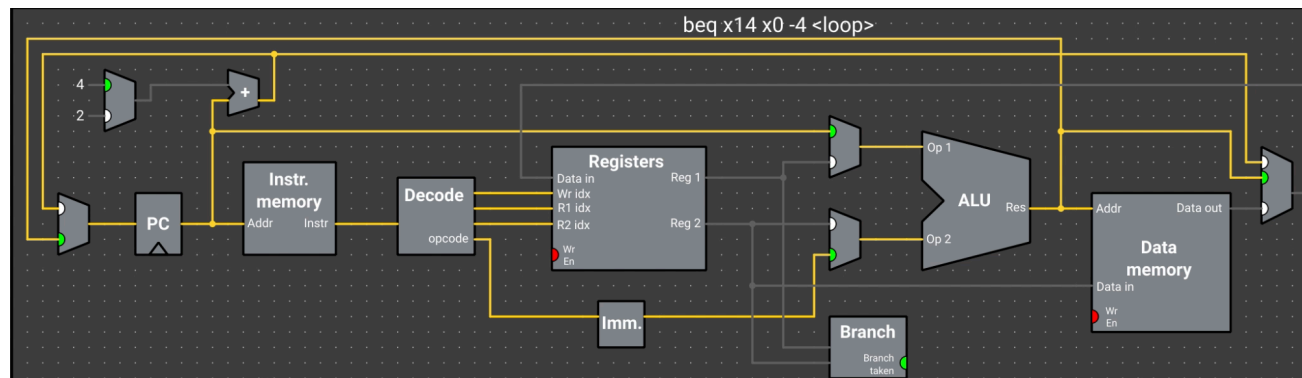 beq x14 x0 -4 <loop>
4
+
2
Instr.
memory
Addr
Instr
PC
Decode
opcode
Registers
Data in
Wr idx
R1 idx
R2 idx
Reg 1
Reg 2
Wr
En
Imm.
Op 1
ALU
Res
Op 2
Branch
Branch
taken
Addr
Data out
Data
memory
Data in
Wr
En